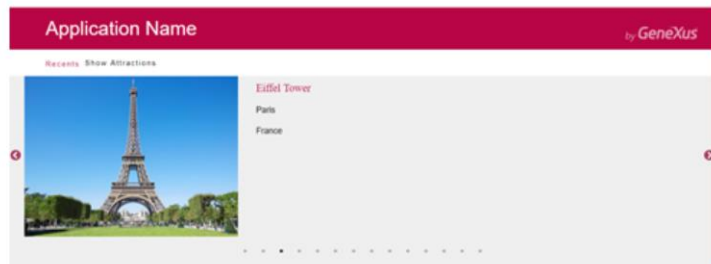 Application Name
by GeneXus
Recents Show Attractions
Eiffel Tower
Paris
France